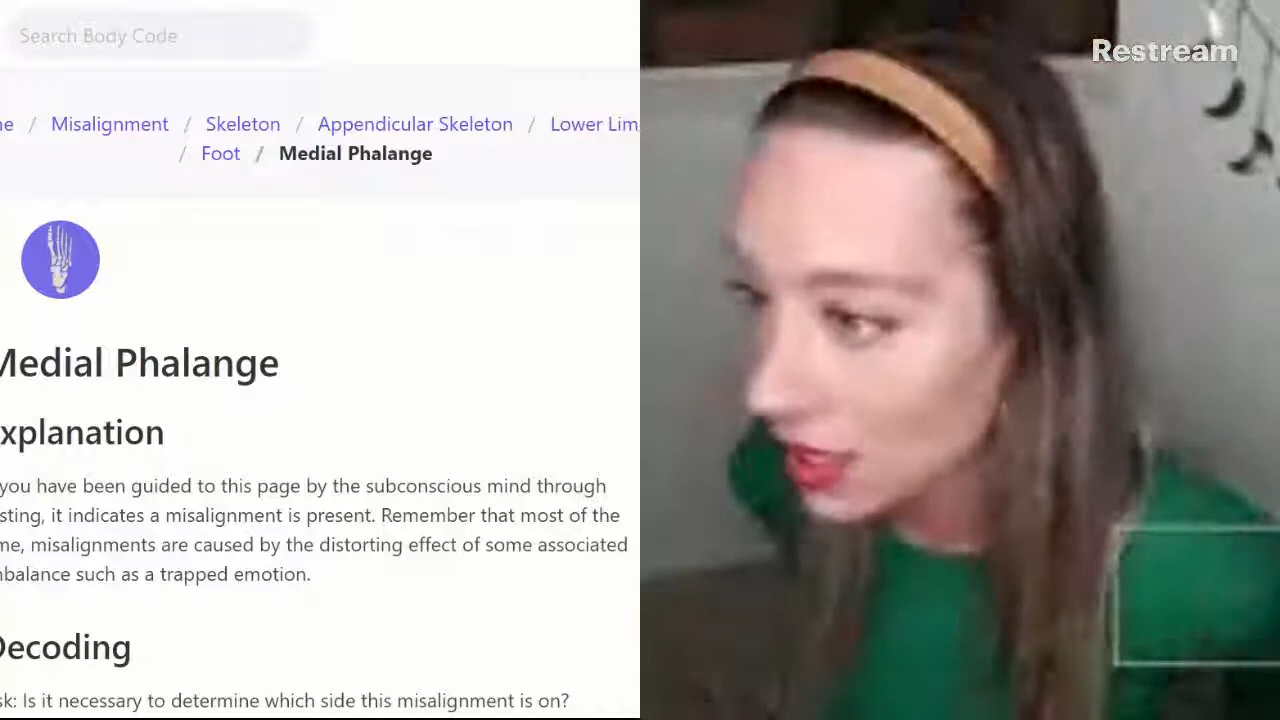 Search Body Code
ne / Misalignment / Skeleton / Appendicular Skeleton / Lower Lim
/ Foot / Medial Phalange
Medial Phalange
xplanation
you have been guided to this page by the subconscious mind through
sting, it indicates a misalignment is present. Remember that most of the
me, misalignments are caused by the distorting effect of some associated
mbalance such as a trapped emotion.
Decoding
sk: Is it necessary to determine which side this misalignment is on?
Restream